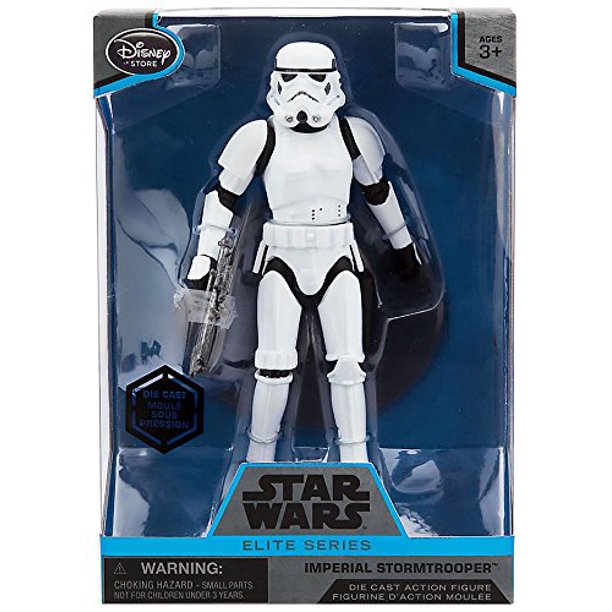 Disney
STORE
AGES
3+
DIE CAST
MOULÉ
SOUS
PRESSION
STAR
WARS
ELITE SERIES
IMPERIAL STORMTROOPER™
WARNING:
CHOKING HAZARD - SMALL PARTS
NOT FOR CHILDREN UNDER 3 YEARS.
DIE CAST ACTION FIGURE
FIGURINE D'ACTION MOULÉE